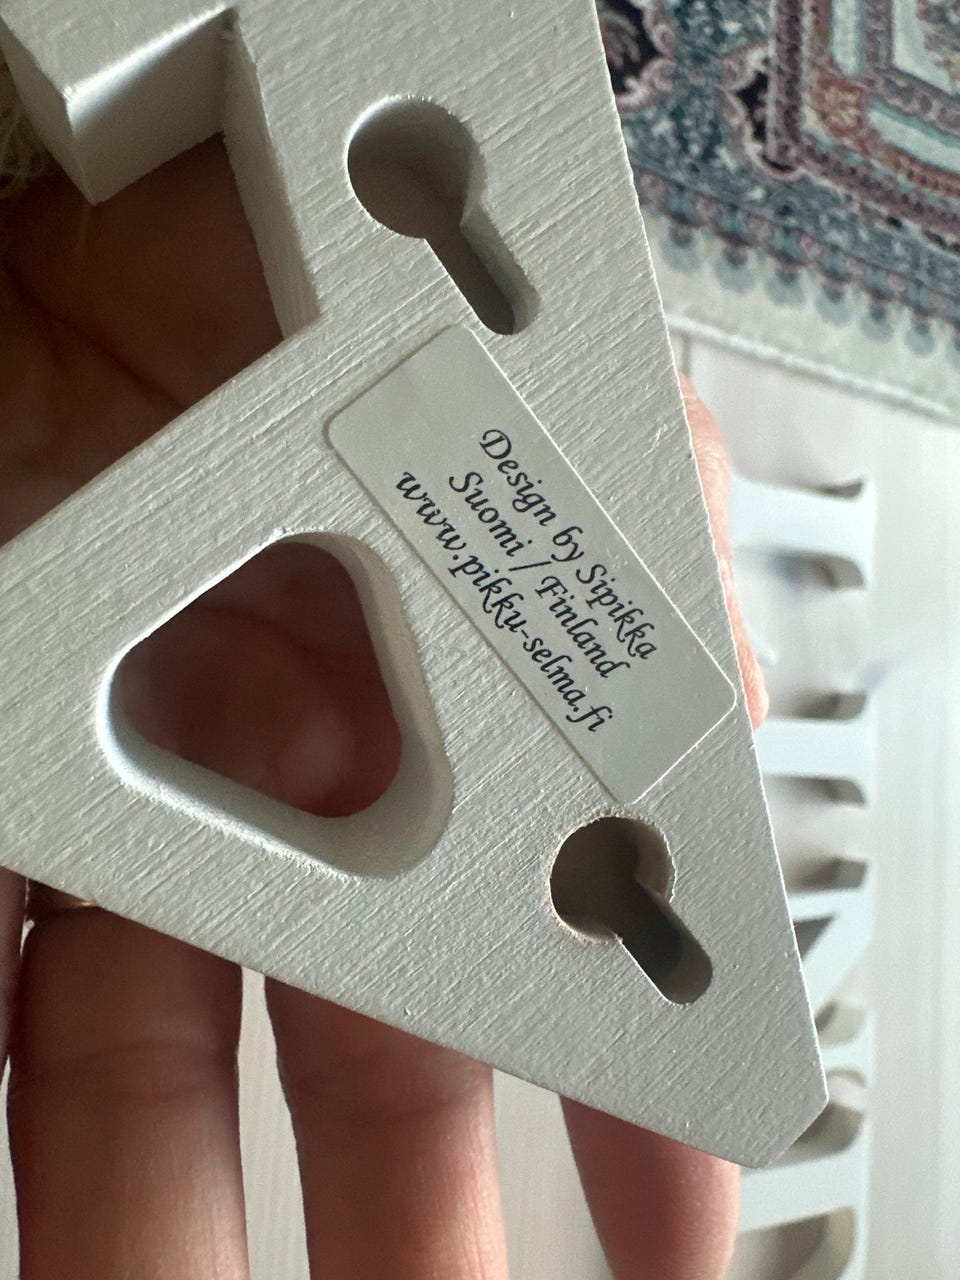 Design by Sipikka
Suomi / Finland
www.pikku-selma.fi